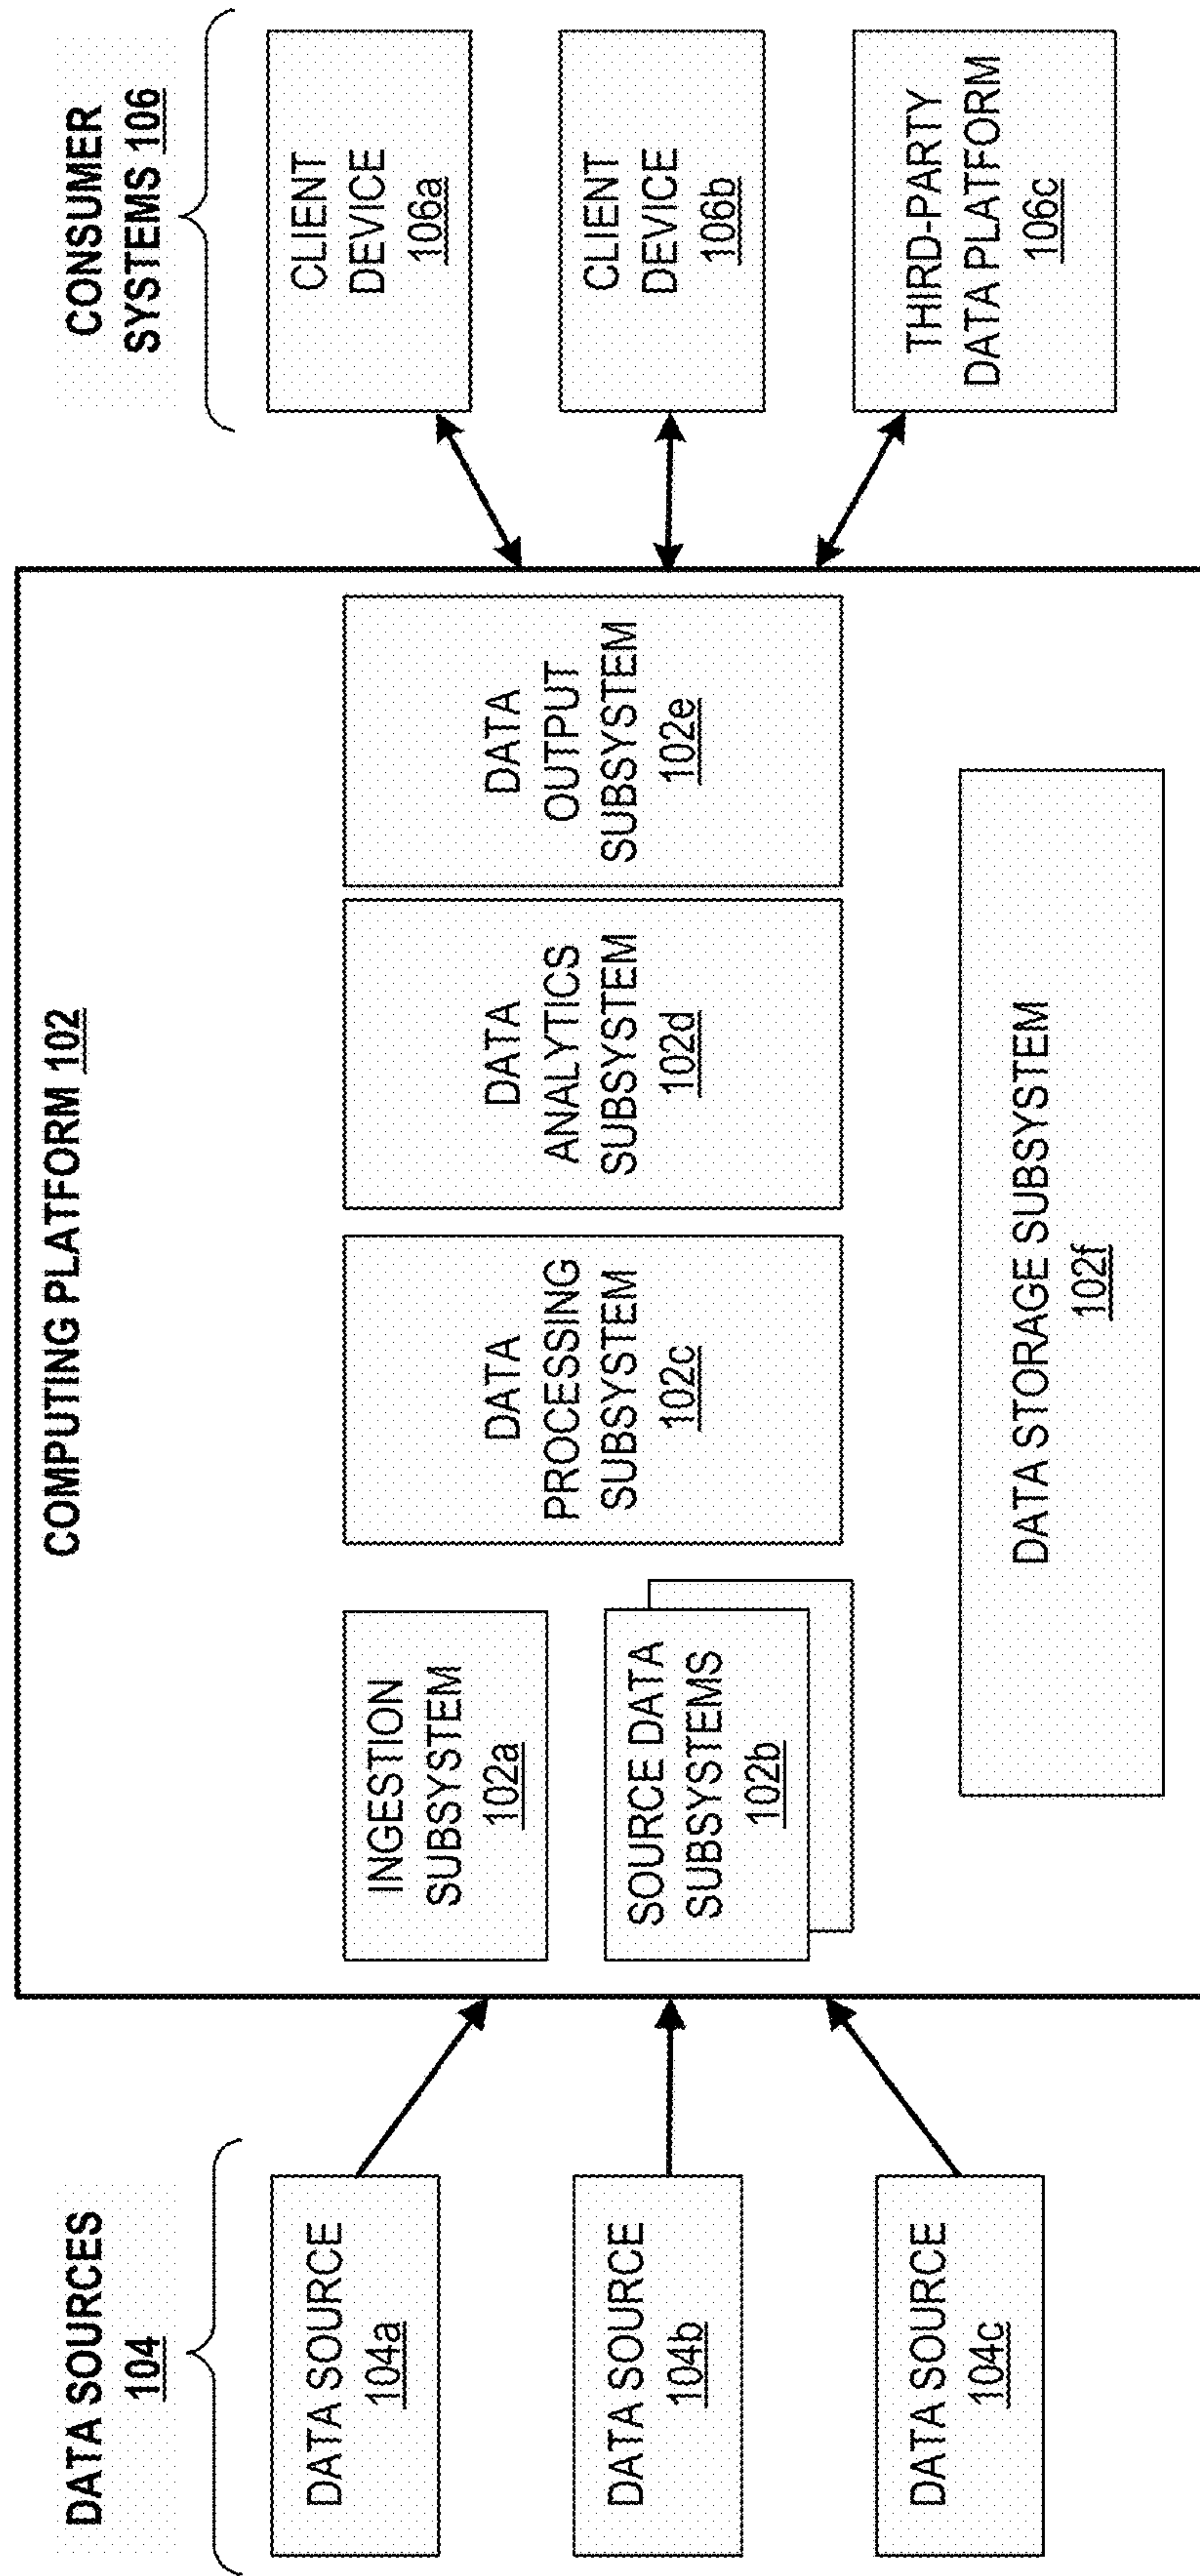 DATA SOURCES
104
DATA SOURCE
104a
DATA SOURCE
104b
DATA SOURCE
104c
COMPUTING PLATFORM 102
INGESTION
SUBSYSTEM
102a
SOURCE DATA
SUBSYSTEMS
102b
DATA
PROCESSING
SUBSYSTEM
102c
DATA
ANALYTICS
SUBSYSTEM
102d
DATA
OUTPUT
SUBSYSTEM
102e
DATA STORAGE SUBSYSTEM
102f
CONSUMER
SYSTEMS 106
CLIENT
DEVICE
106a
CLIENT
DEVICE
106b
THIRD-PARTY
DATA PLATFORM
106c